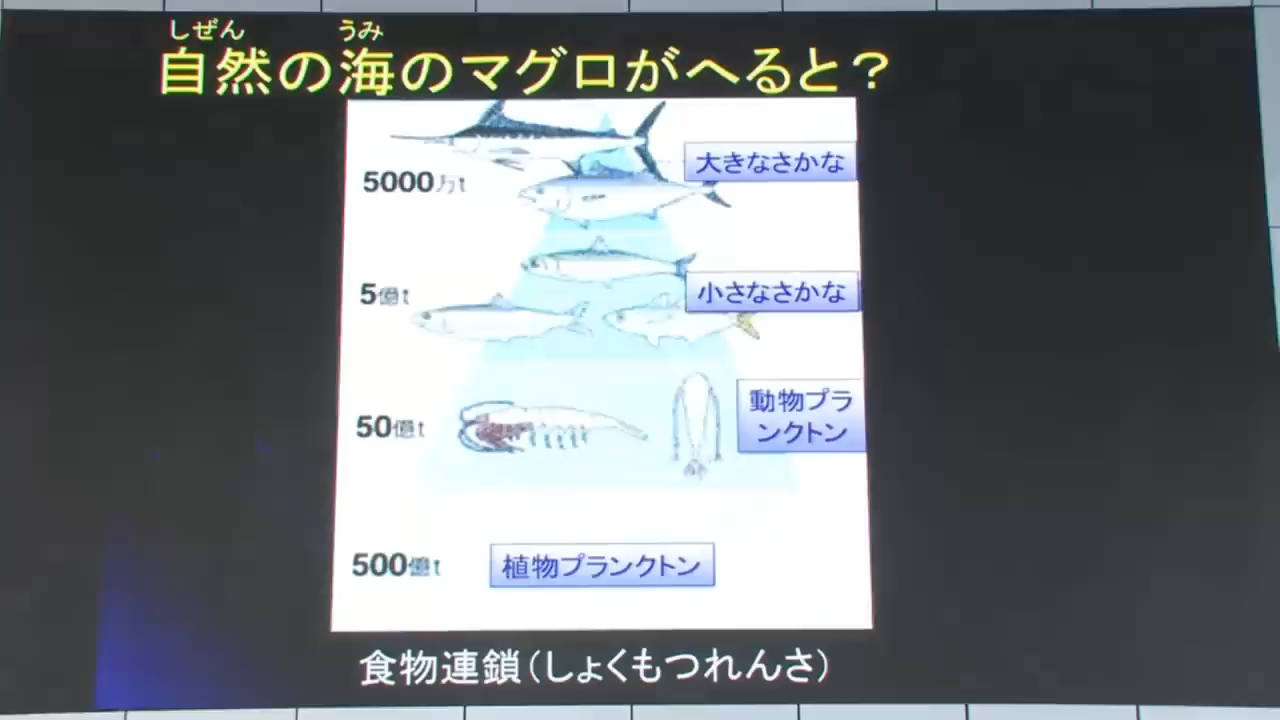 しぜん うみ
自然の海のマグロがへると？
大きなさかな
5000万t
5億t
小さなさかな
50億t
動物プラ
ンクトン
500億t
植物プランクトン
食物連鎖(しょくもつれんさ)